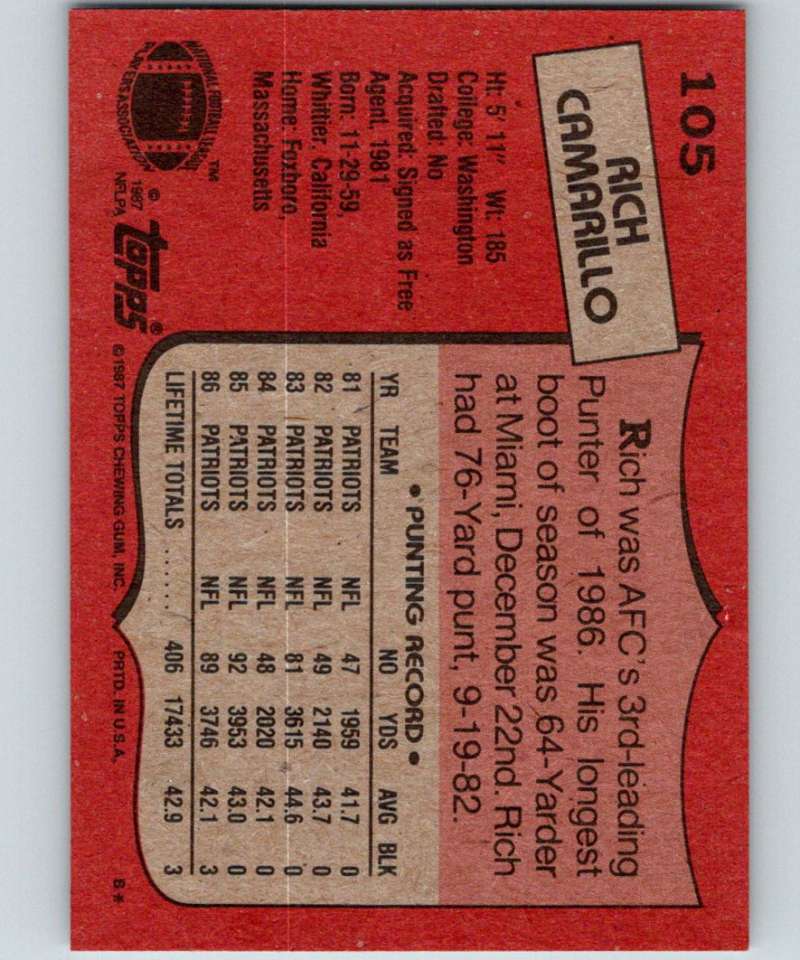 105
RICH
CAMARILLO
Ht: 5' 11" Wt: 185
College: Washington
Drafted: No
Acquired: Signed as Free
Agent, 1981
Born: 11-29-59,
Whittier, California
Home: Foxboro,
Massachusetts
NATIONAL FOOTBALL LEAGUE
PLAYERS ASSOCIATION
™
© 1987
NFLPA
Topps®
Rich was AFC's 3rd-leading
Punter of 1986. His longest
boot of season was 64-Yarder
at Miami, December 22nd. Rich
had 76-Yard punt, 9-19-82.
• PUNTING RECORD •
YR TEAM NO YDS AVG BLK
81 PATRIOTS NFL 47 1959 41.7 0
82 PATRIOTS NFL 49 2140 43.7 0
83 PATRIOTS NFL 81 3615 44.6 0
84 PATRIOTS NFL 48 2020 42.1 0
85 PATRIOTS NFL 92 3953 43.0 0
86 PATRIOTS NFL 89 3746 42.1 3
LIFETIME TOTALS ...... 406 17433 42.9 3
©1987 TOPPS CHEWING GUM, INC. PRTD. IN U.S.A. B*